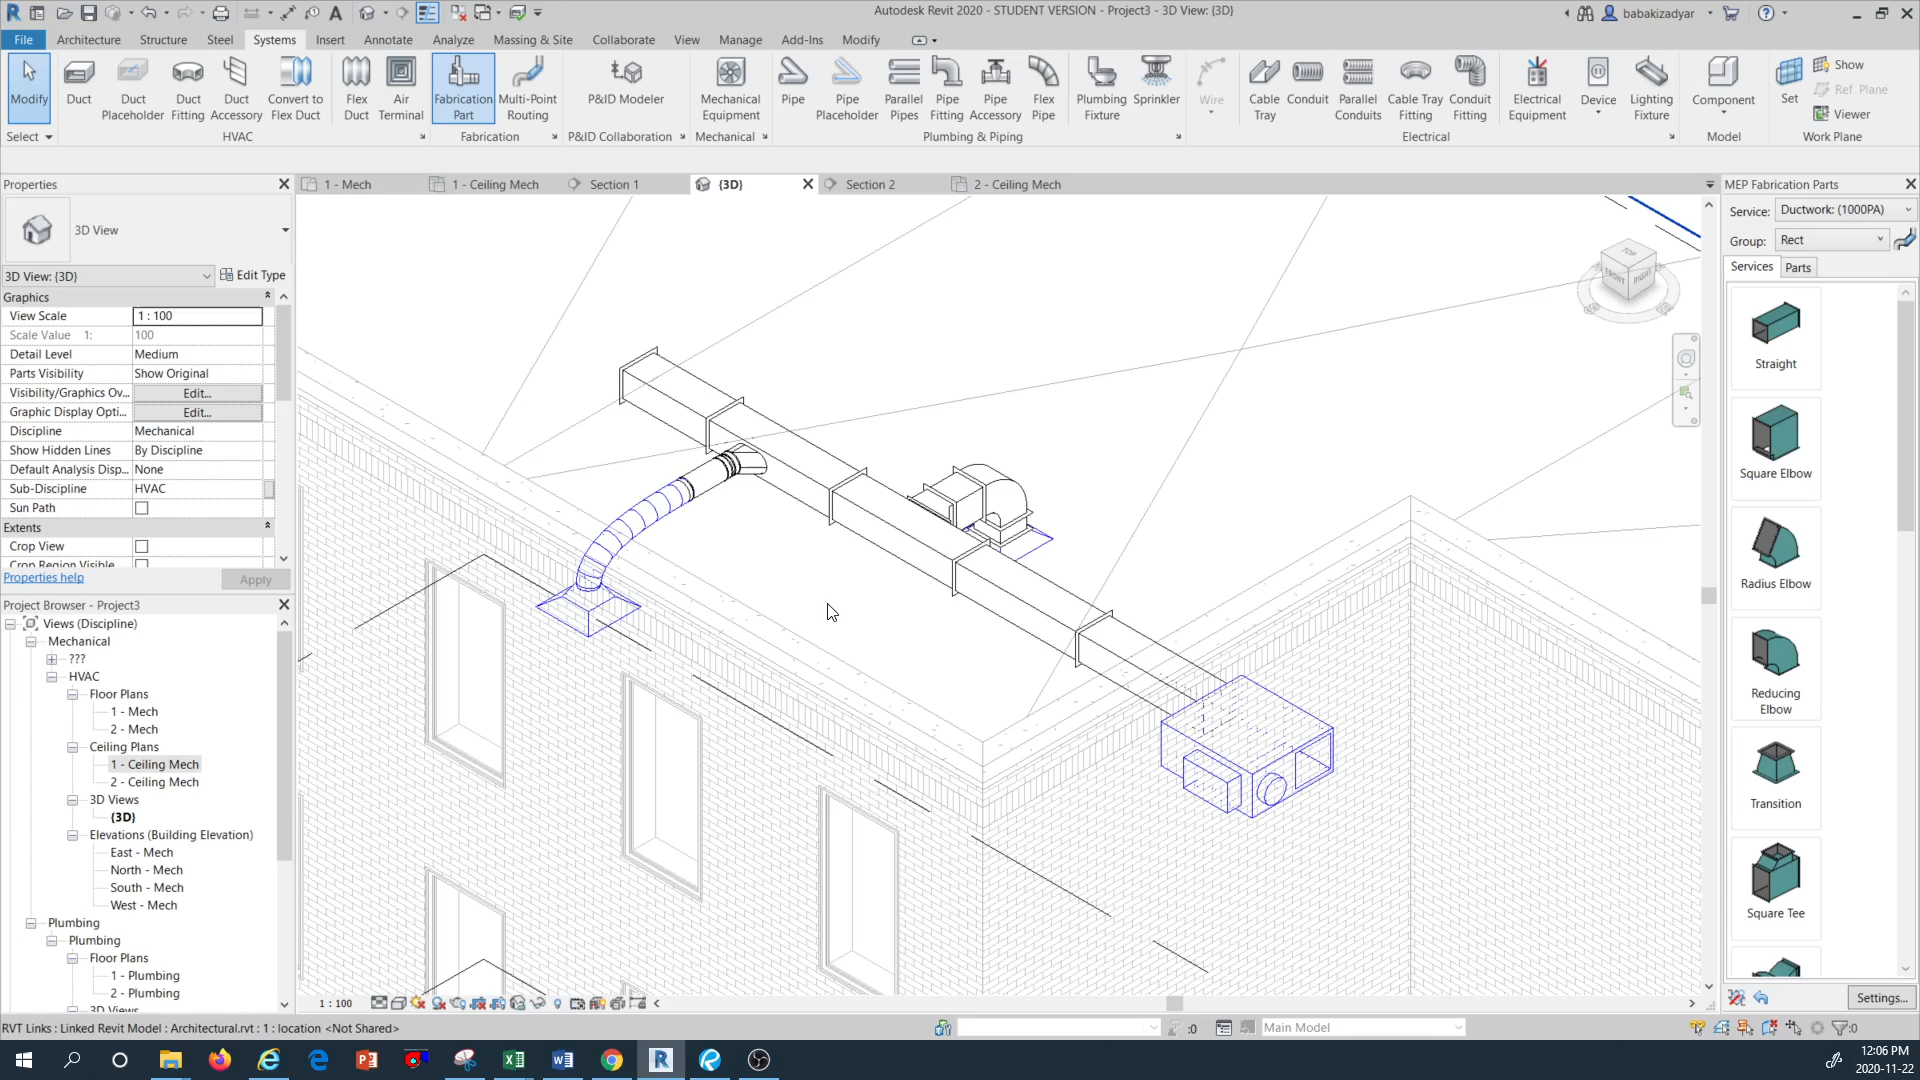 Autodesk Revit 2020 - STUDENT VERSION - Project3 - 3D View: {3D}
babakizadyar
File Architecture Structure Steel Systems Insert Annotate Analyze Massing & Site Collaborate View Manage Add-Ins Modify
Modify
Duct
Duct Placeholder
Duct Fitting
Duct Accessory
Convert to Flex Duct
Flex Duct
Air Terminal
Fabrication Part
Multi-Point Routing
P&ID Modeler
Mechanical Equipment
Pipe
Pipe Placeholder
Parallel Pipes
Pipe Fitting
Pipe Accessory
Flex Pipe
Plumbing Fixture
Sprinkler
Wire
Cable Tray
Conduit
Parallel Conduits
Cable Tray Fitting
Conduit Fitting
Electrical Equipment
Device
Lighting Fixture
Component
Set
Show
Ref Plane
Viewer
Select HVAC Fabrication P&ID Collaboration Mechanical Plumbing & Piping Electrical Model Work Plane
Properties
1 - Mech
1 - Ceiling Mech
Section 1
{3D}
Section 2
2 - Ceiling Mech
MEP Fabrication Parts
3D View
3D View: {3D}
Edit Type
Graphics
View Scale 1 : 100
Scale Value 1: 100
Detail Level Medium
Parts Visibility Show Original
Visibility/Graphics Ov... Edit...
Graphic Display Opti... Edit...
Discipline Mechanical
Show Hidden Lines By Discipline
Default Analysis Disp... None
Sub-Discipline HVAC
Sun Path
Extents
Crop View
Crop Region Visible
Properties help
Apply
Project Browser - Project3
Views (Discipline)
Mechanical
???
HVAC
Floor Plans
1 - Mech
2 - Mech
Ceiling Plans
1 - Ceiling Mech
2 - Ceiling Mech
3D Views
{3D}
Elevations (Building Elevation)
East - Mech
North - Mech
South - Mech
West - Mech
Plumbing
Plumbing
Floor Plans
1 - Plumbing
2 - Plumbing
3D Views
TOP
FRONT
RIGHT
Service: Ductwork: (1000PA)
Group: Rect
Services Parts
Straight
Square Elbow
Radius Elbow
Reducing Elbow
Transition
Square Tee
Settings...
1 : 100
RVT Links : Linked Revit Model : Architectural.rvt : 1 : location <Not Shared>
:0
Main Model
:0
12:06 PM
2020-11-22